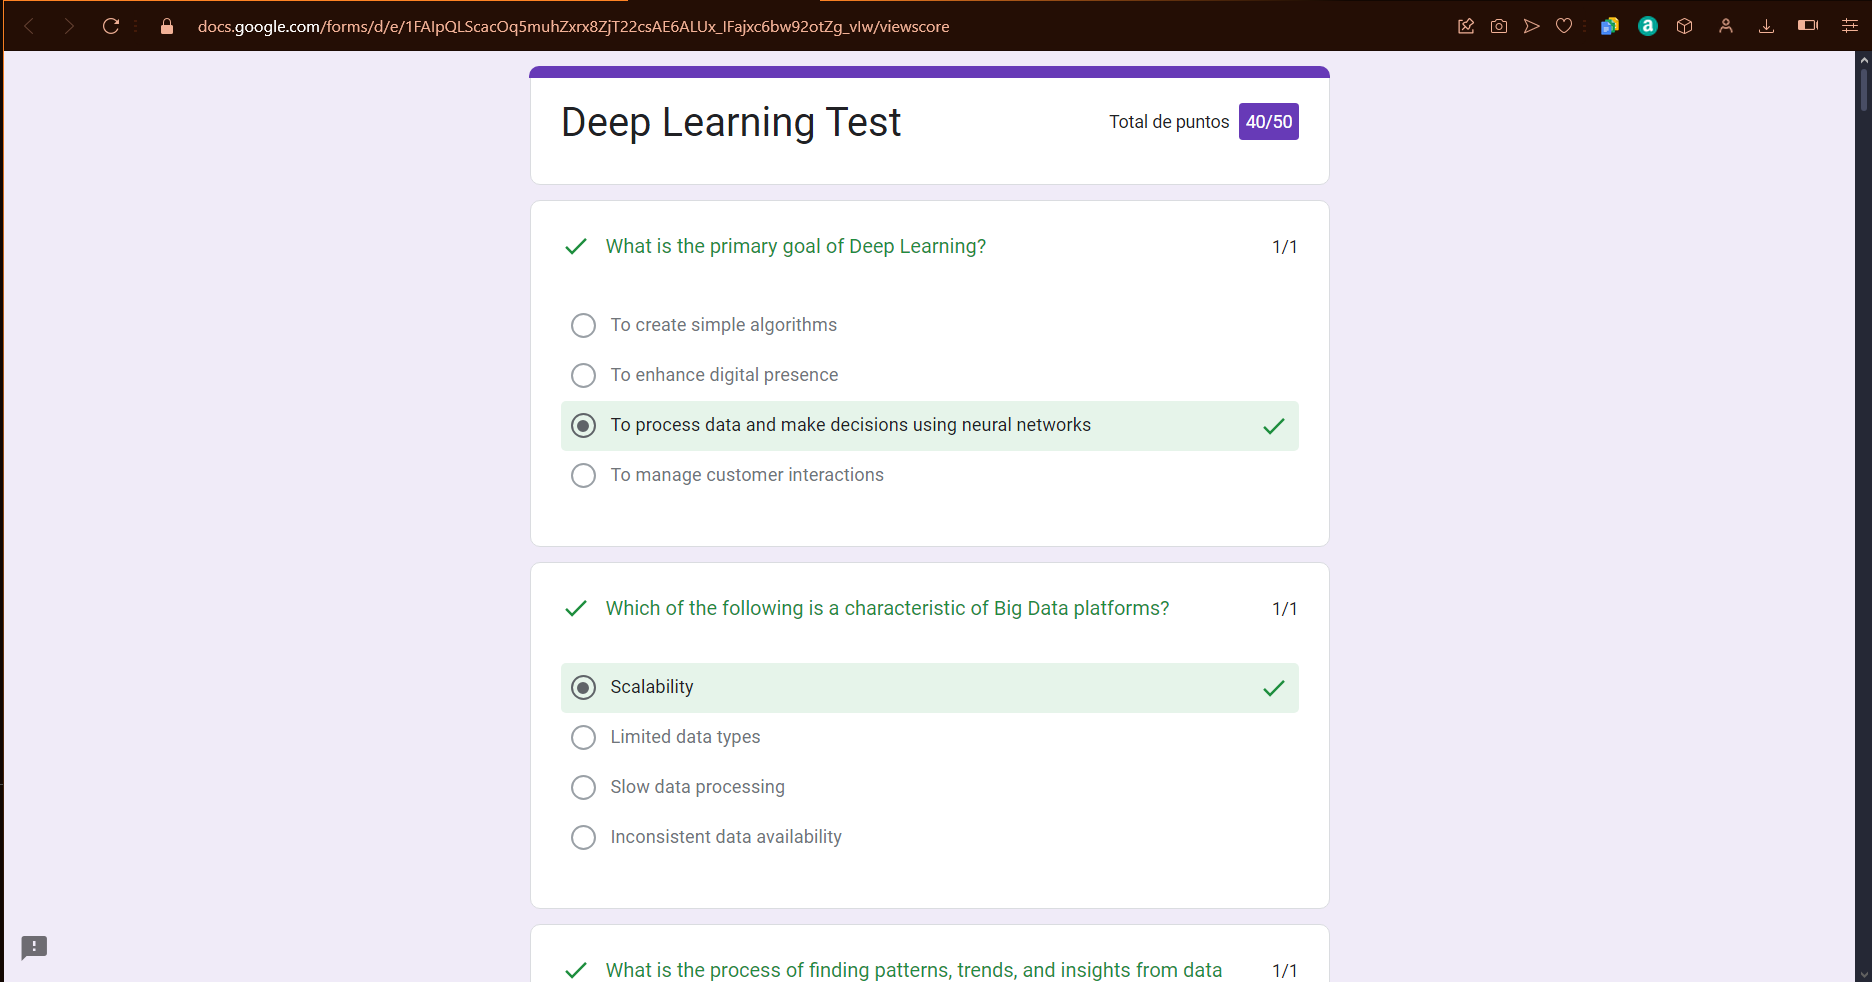 docs.google.com/forms/d/e/1FAIpQLScacOq5muhZxrx8ZjT22csAE6ALUx_IFajxc6bw92otZg_vIw/viewscore
a
Deep Learning Test
Total de puntos 40/50
What is the primary goal of Deep Learning? 1/1
To create simple algorithms
To enhance digital presence
To process data and make decisions using neural networks
To manage customer interactions
Which of the following is a characteristic of Big Data platforms? 1/1
Scalability
Limited data types
Slow data processing
Inconsistent data availability
What is the process of finding patterns, trends, and insights from data 1/1